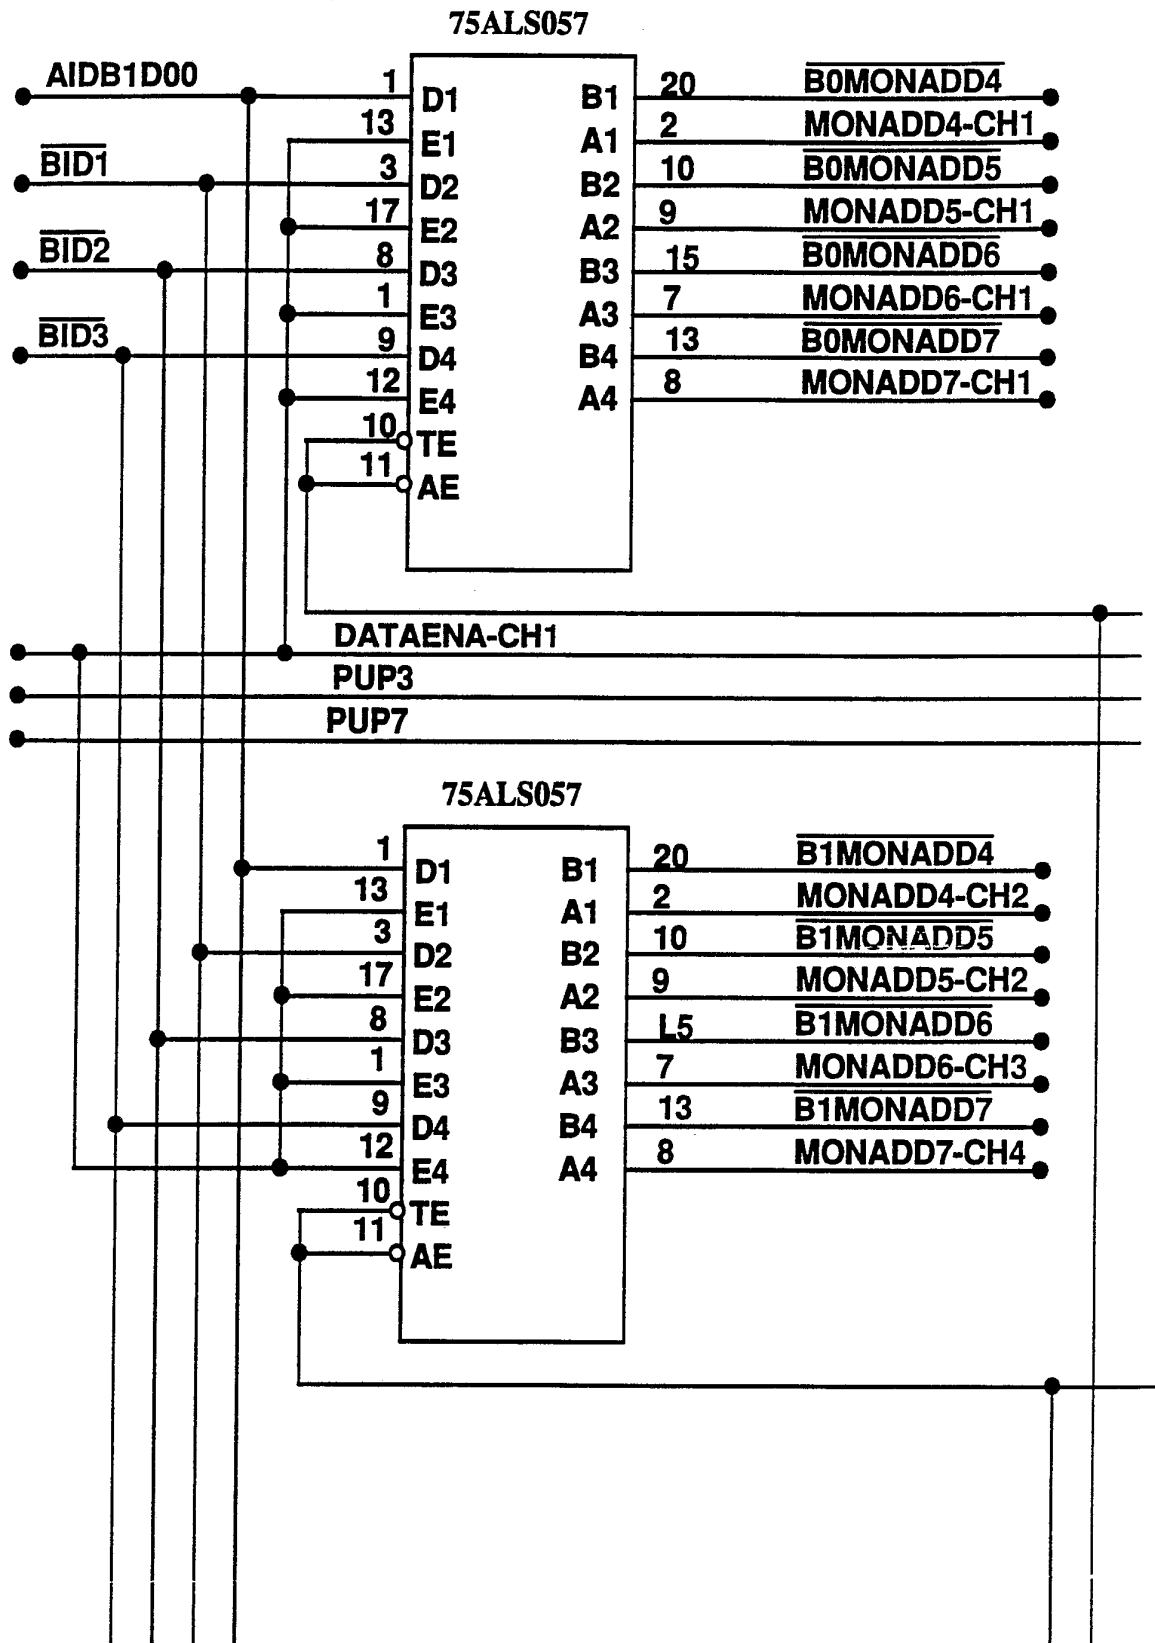 75ALS057
AIDB1D00 1 D1 B1 20 B0MONADD4
13 E1 A1 2 MONADD4-CH1
BID1 3 D2 B2 10 B0MONADD5
17 E2 A2 9 MONADD5-CH1
BID2 8 D3 B3 15 B0MONADD6
1 E3 A3 7 MONADD6-CH1
BID3 9 D4 B4 13 B0MONADD7
12 E4 A4 8 MONADD7-CH1
10 TE
11 AE
DATAENA-CH1
PUP3
PUP7
75ALS057
1 D1 B1 20 B1MONADD4
13 E1 A1 2 MONADD4-CH2
3 D2 B2 10 B1MONADD5
17 E2 A2 9 MONADD5-CH2
8 D3 B3 L5 B1MONADD6
1 E3 A3 7 MONADD6-CH3
9 D4 B4 13 B1MONADD7
12 E4 A4 8 MONADD7-CH4
10 TE
11 AE